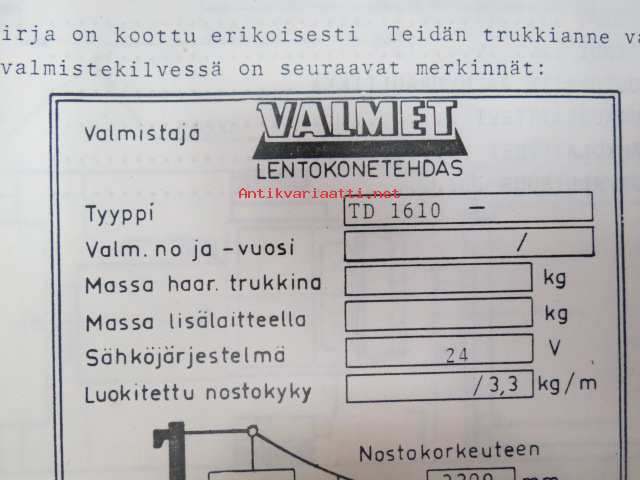 irja on koottu erikoisesti Teidän trukkianne
valmistekilvessä on seuraavat merkinnät:
Valmistaja VALMET
LENTOKONETEHDAS
Antikvariaatti.net
Tyyppi TD 1610 –
Valm. no ja -vuosi /
Massa haar. trukkina kg
Massa lisälaitteella kg
Sähköjärjestelmä 24 V
Luokitettu nostokyky /3,3 kg/m
Nostokorkeuteen
mm